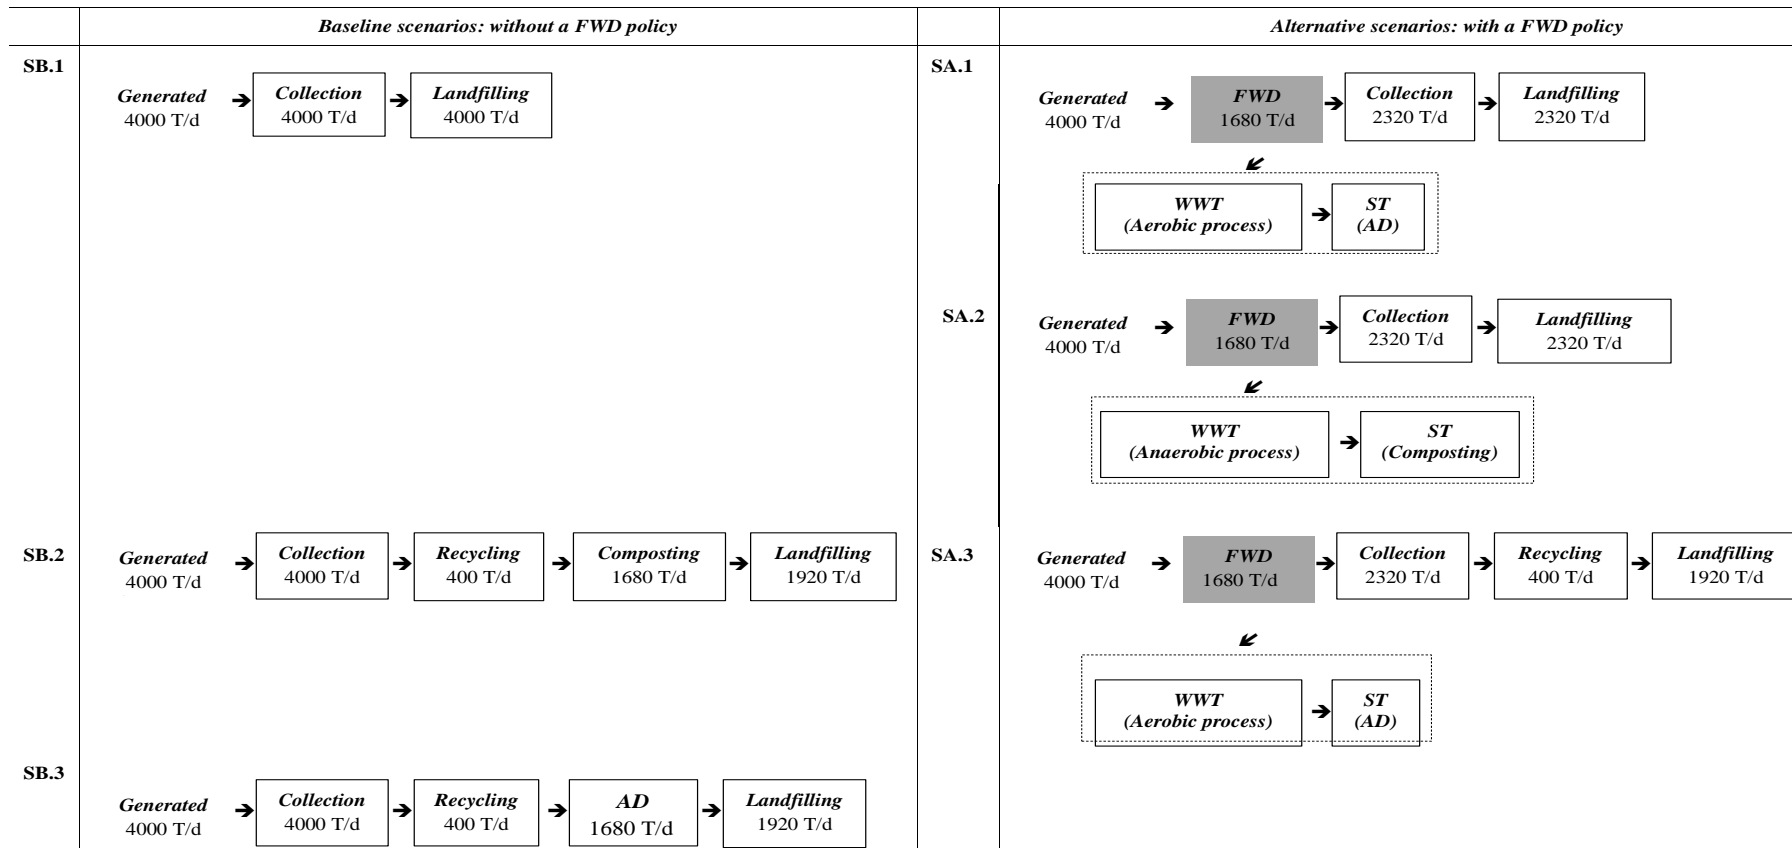 Baseline scenarios: without a FWD policy
Alternative scenarios: with a FWD policy
SB.1
Generated
4000 T/d
Collection
4000 T/d
Landfilling
4000 T/d
SA.1
Generated
4000 T/d
FWD
1680 T/d
Collection
2320 T/d
Landfilling
2320 T/d
WWT
(Aerobic process)
ST
(AD)
SA.2
Generated
4000 T/d
FWD
1680 T/d
Collection
2320 T/d
Landfilling
2320 T/d
WWT
(Anaerobic process)
ST
(Composting)
SB.2
Generated
4000 T/d
Collection
4000 T/d
Recycling
400 T/d
Composting
1680 T/d
Landfilling
1920 T/d
SA.3
Generated
4000 T/d
FWD
1680 T/d
Collection
2320 T/d
Recycling
400 T/d
Landfilling
1920 T/d
WWT
(Aerobic process)
ST
(AD)
SB.3
Generated
4000 T/d
Collection
4000 T/d
Recycling
400 T/d
AD
1680 T/d
Landfilling
1920 T/d